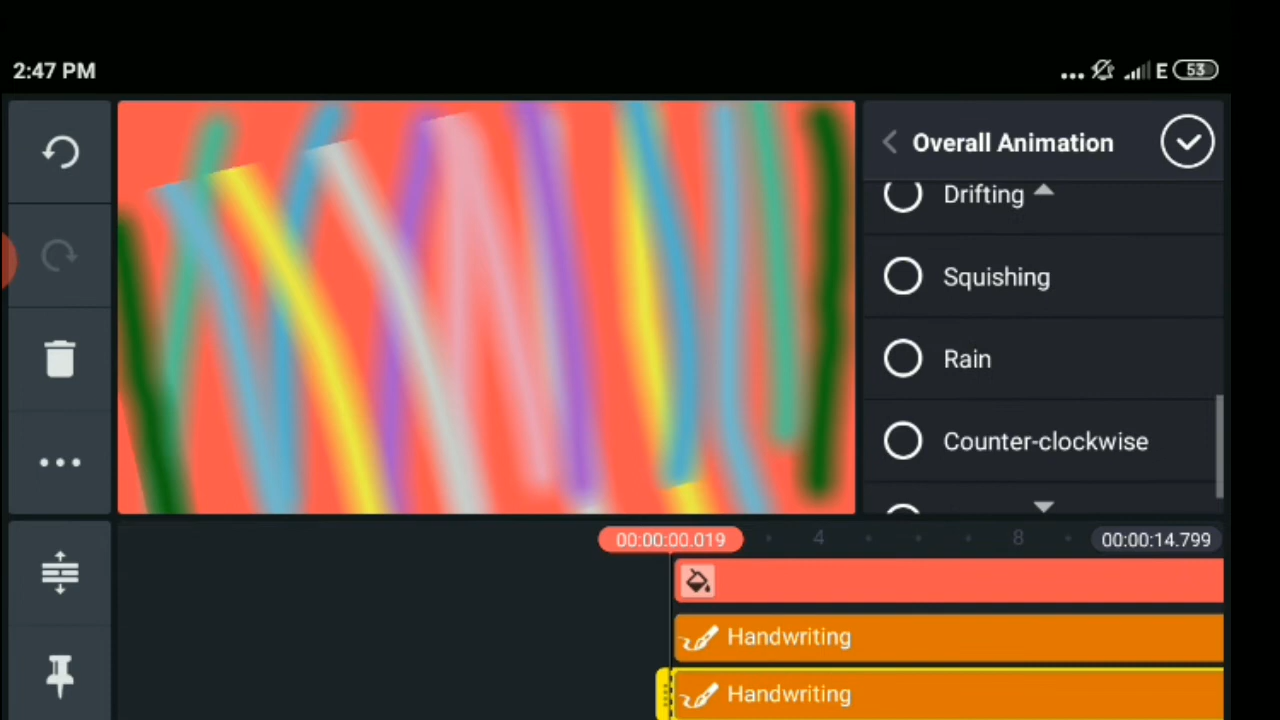 2:47 PM
E 53
Overall Animation
Drifting
Squishing
Rain
Counter-clockwise
00:00:00.019
4
8
00:00:14.799
Handwriting
Handwriting